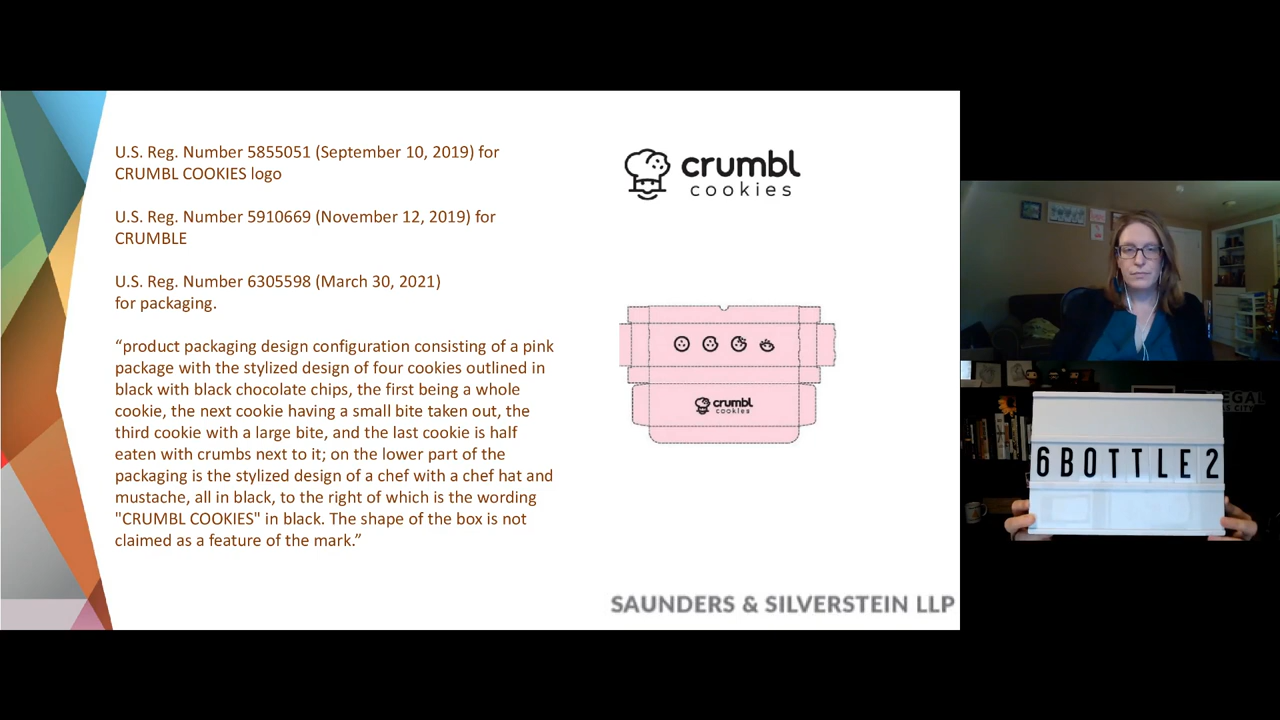 U.S. Reg. Number 5855051 (September 10, 2019) for
CRUMBL COOKIES logo
U.S. Reg. Number 5910669 (November 12, 2019) for
CRUMBLE
U.S. Reg. Number 6305598 (March 30, 2021)
for packaging.
“product packaging design configuration consisting of a pink
package with the stylized design of four cookies outlined in
black with black chocolate chips, the first being a whole
cookie, the next cookie having a small bite taken out, the
third cookie with a large bite, and the last cookie is half
eaten with crumbs next to it; on the lower part of the
packaging is the stylized design of a chef with a chef hat and
mustache, all in black, to the right of which is the wording
"CRUMBL COOKIES" in black. The shape of the box is not
claimed as a feature of the mark.”
crumbl
cookies
crumbl
cookies
SAUNDERS & SILVERSTEIN LLP
6BOTTLE2